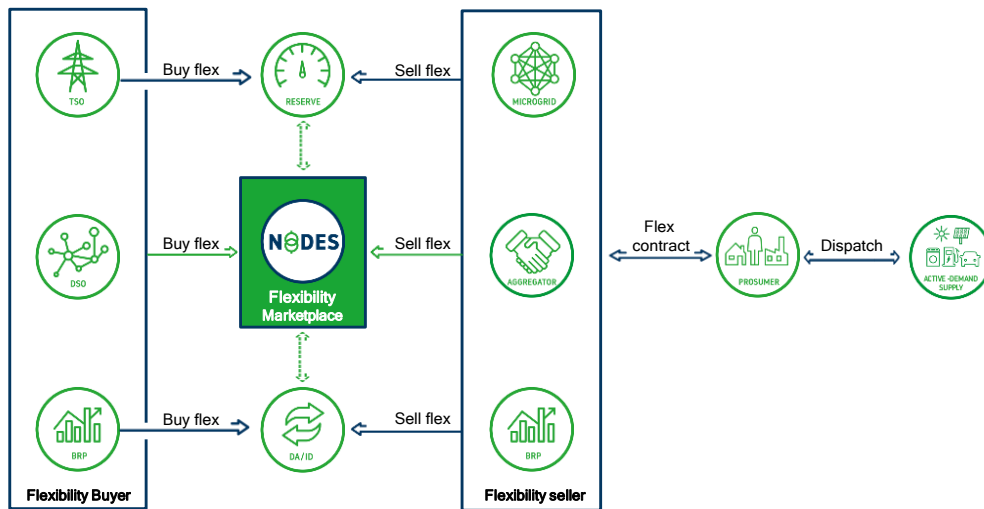 Buy flex
Sell flex
TSO
RESERVE
MICROGRID
NODES
Flex
contract
Buy flex
Sell flex
Dispatch
DSO
AGGREGATOR
PROSUMER
ACTIVE-DEMAND
SUPPLY
Flexibility
Marketplace
Buy flex
Sell flex
BRP
DA/ID
BRP
Flexibility Buyer
Flexibility seller